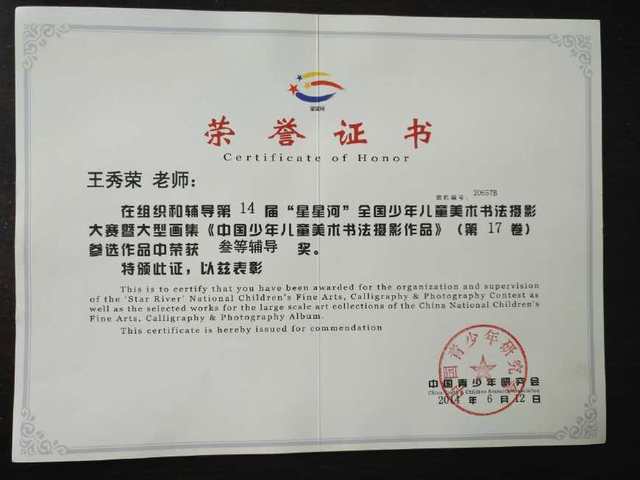 星星河
荣誉证书
Certificate of Honor
王秀荣 老师：
20657B
在组织和辅导第 14 届“星星河”全国少年儿童美术书法摄影
大赛暨大型画集《中国少年儿童美术书法摄影作品》（第 17 卷）
参选作品中荣获 叁等辅导 奖。
特颁此证，以兹表彰
This is to certify that you have been awarded for the organization and supervision
of the 'Star River' National Children's Fine Arts, Calligraphy & Photography Contest as
well as the selected works for the large scale art collections of the China National Children's
Fine Arts, Calligraphy & Photography Album.
This certificate is hereby issued for commendation
中国青少年研究会
2014 年 6 月 12 日